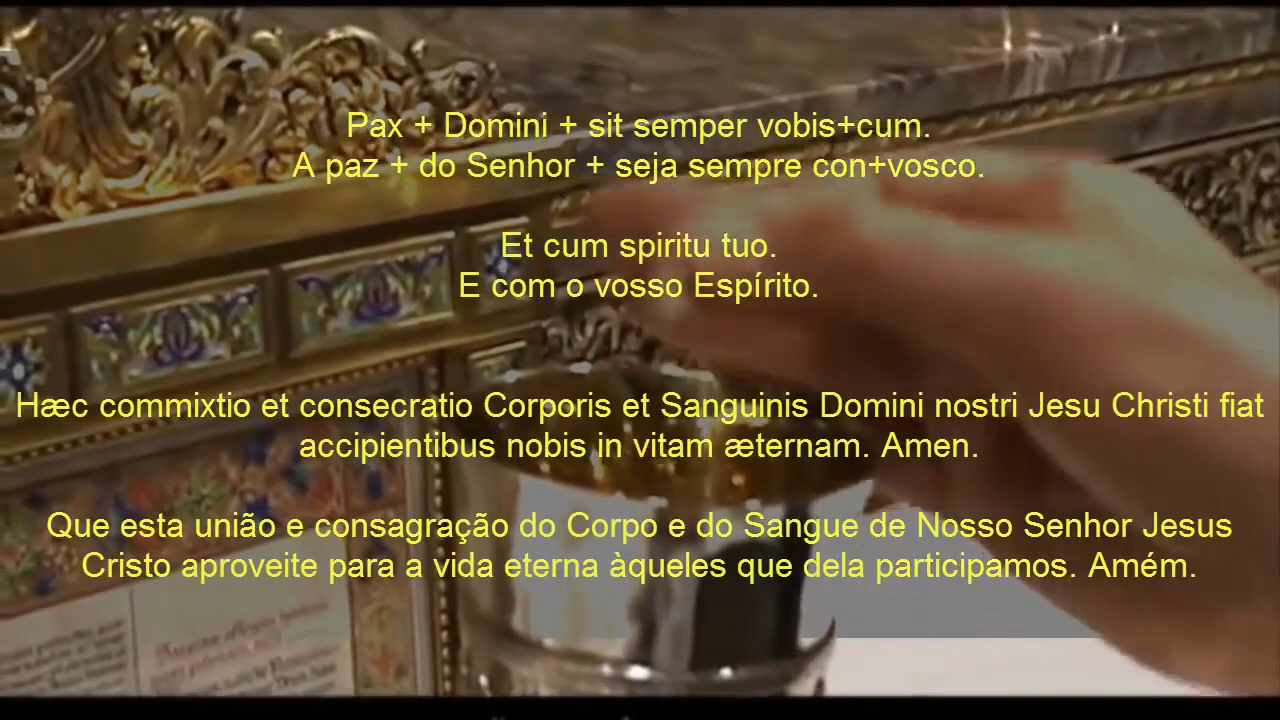 Pax + Domini + sit semper vobis+cum.
A paz + do Senhor + seja sempre con+vosco.
Et cum spiritu tuo.
E com o vosso Espírito.
Hæc commixtio et consecratio Corporis et Sanguinis Domini nostri Jesu Christi fiat
accipientibus nobis in vitam æternam. Amen.
Que esta união e consagração do Corpo e do Sangue de Nosso Senhor Jesus
Cristo aproveite para a vida eterna àqueles que dela participamos. Amém.